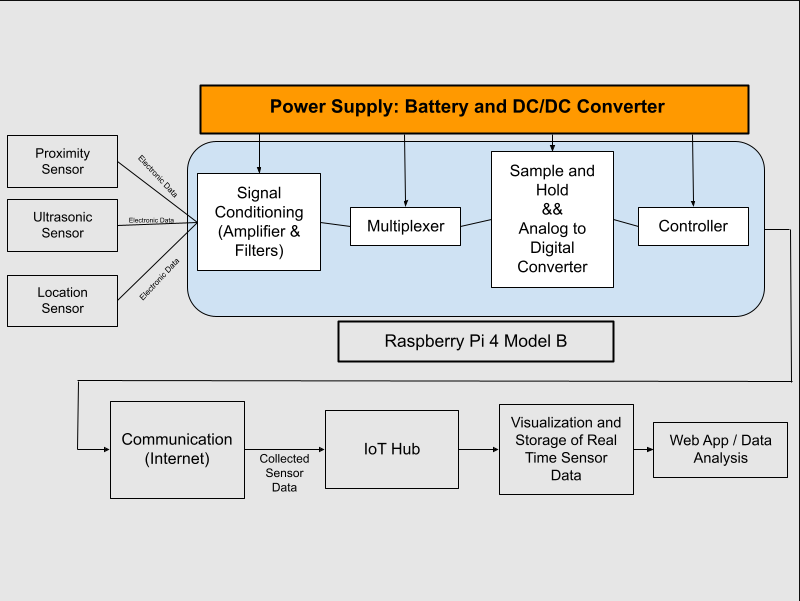 Power Supply: Battery and DC/DC Converter
Proximity
Sensor
Electronic Data
Ultrasonic
Sensor
Electronic Data
Location
Sensor
Electronic Data
Signal
Conditioning
(Amplifier &
Filters)
Multiplexer
Sample and
Hold
&&
Analog to
Digital
Converter
Controller
Raspberry Pi 4 Model B
Communication
(Internet)
Collected
Sensor
Data
IoT Hub
Visualization and
Storage of Real
Time Sensor
Data
Web App / Data
Analysis